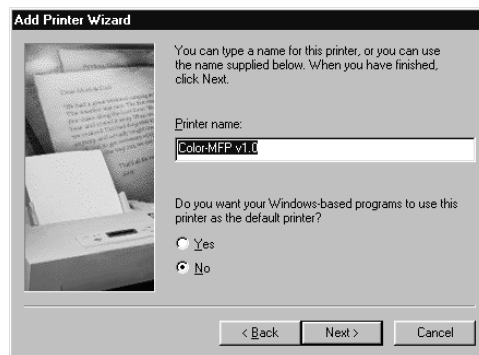 Add Printer Wizard
You can type a name for this printer, or you can use
the name supplied below. When you have finished,
click Next.
Printer name:
Color-MFP v1.0
Do you want your Windows-based programs to use this
printer as the default printer?
Yes
No
< Back
Next >
Cancel